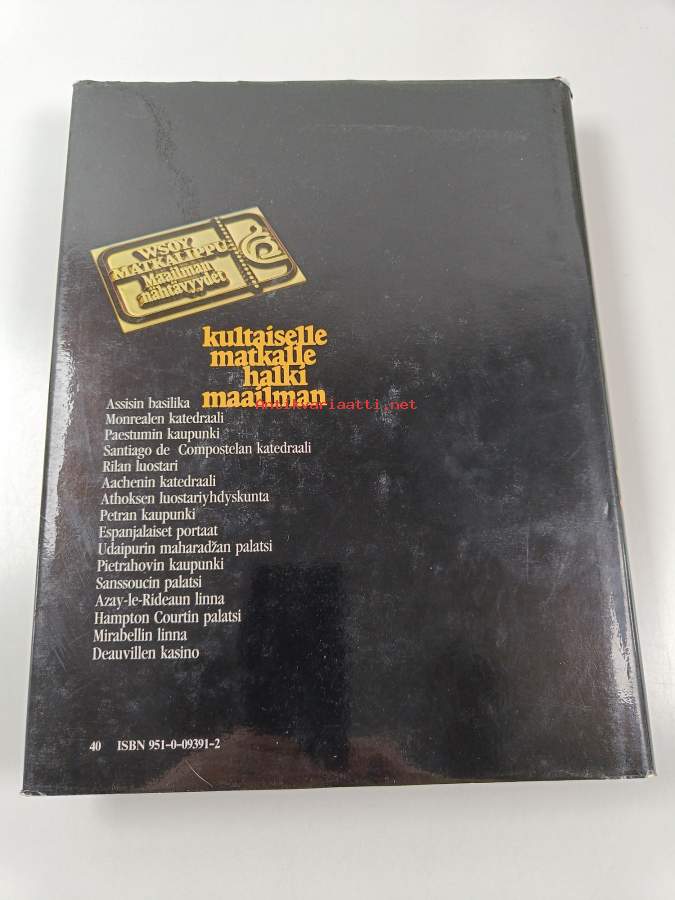 WSOY
MATKALIPPU
Maailman
nähtävyydet
kultaiselle
matkalle
halki
maailman
Antikvariaatti.net
Assisin basilika
Monrealen katedraali
Paestumin kaupunki
Santiago de Compostelan katedraali
Rilan luostari
Aachenin katedraali
Athoksen luostariyhdyskunta
Petran kaupunki
Espanjalaiset portaat
Udaipurin maharadžan palatsi
Pietrahovin kaupunki
Sanssoucin palatsi
Azay-le-Rideaun linna
Hampton Courtin palatsi
Mirabellin linna
Deauvillen kasino
40 ISBN 951-0-09391-2